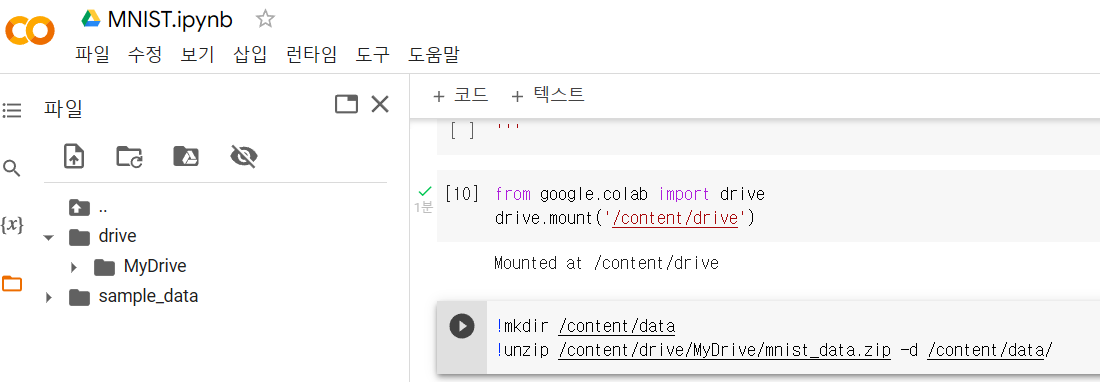 MNIST.ipynb
파일 수정 보기 삽입 런타임 도구 도움말
파일
..
drive
MyDrive
sample_data
{x}
+ 코드 + 텍스트
[ ] '''
[10] from google.colab import drive
1분 drive.mount('/content/drive')
Mounted at /content/drive
!mkdir /content/data
!unzip /content/drive/MyDrive/mnist_data.zip -d /content/data/